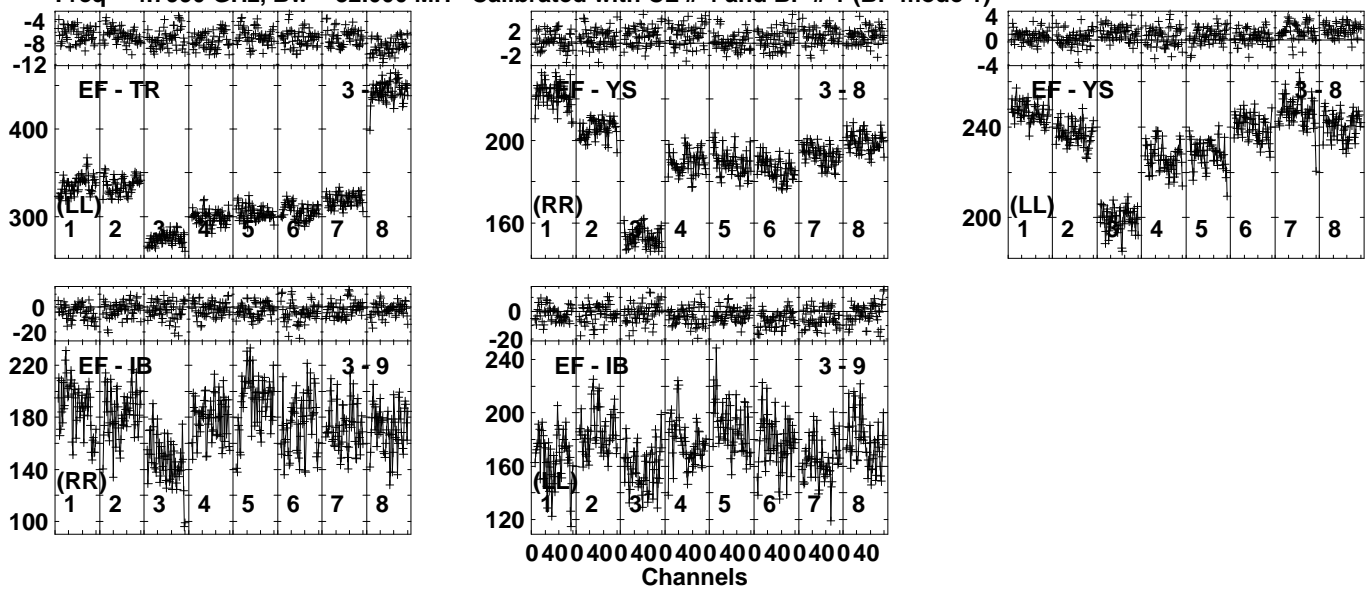 -4
-8
-12
EF - TR
400
300
(LL)
1 2 3 4 5 6 7 8
2
-2
EF - YS 3 - 8
200
160
(RR)
1 2 3 4 5 6 7 8
4
0
-4
EF - YS 3 - 8
240
200
(LL)
1 2 3 4 5 6 7 8
0
-20
EF - IB 3 - 9
220
180
140
100
(RR)
1 2 3 4 5 6 7 8
0
-20
EF - IB 3 - 9
240
200
160
120
(LL)
1 2 3 4 5 6 7 8
0 40 0 40 0 40 0 40 0 40 0 40 0 40 0 40
Channels